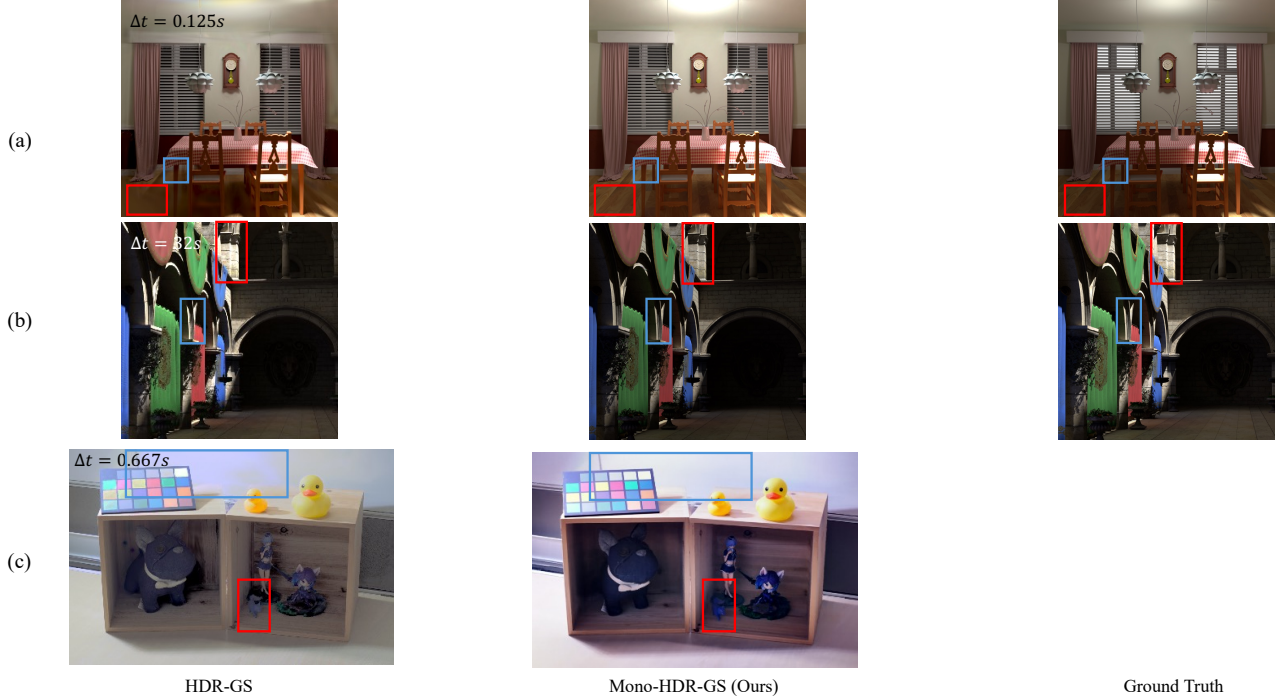 Δt = 0.125s
(a)
Δt = 32s
(b)
Δt = 0.667s
(c)
HDR-GS Mono-HDR-GS (Ours) Ground Truth